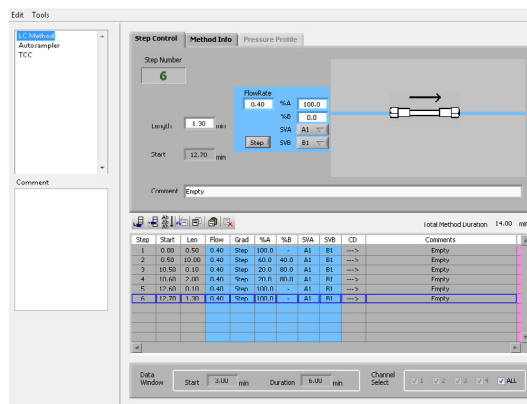 Edit Tools
LC Method
Autosampler
TCC
Comment
Step Control Method Info Pressure Profile
Step Number
6
FlowRate
0.40 %A 100.0
%B 0.0
Length 1.30 min
SVA A1
Step SVB B1
Start 12.70 min
Comment Empty
Total Method Duration 14.00 min
Step Start Len Flow Grad %A %B SVA SVB CD Comments
1 0.00 0.50 0.40 Step 100.0 - A1 B1 ---> Empty
2 0.50 10.00 0.40 Step 60.0 40.0 A1 B1 ---> Empty
3 10.50 0.10 0.40 Step 20.0 80.0 A1 B1 ---> Empty
4 10.60 2.00 0.40 Step 20.0 80.0 A1 B1 ---> Empty
5 12.60 0.10 0.40 Step 100.0 - A1 B1 ---> Empty
6 12.70 1.30 0.40 Step 100.0 - A1 B1 ---> Empty
Data Window Start 3.00 min Duration 6.00 min Channel Select 1 2 3 4 ALL